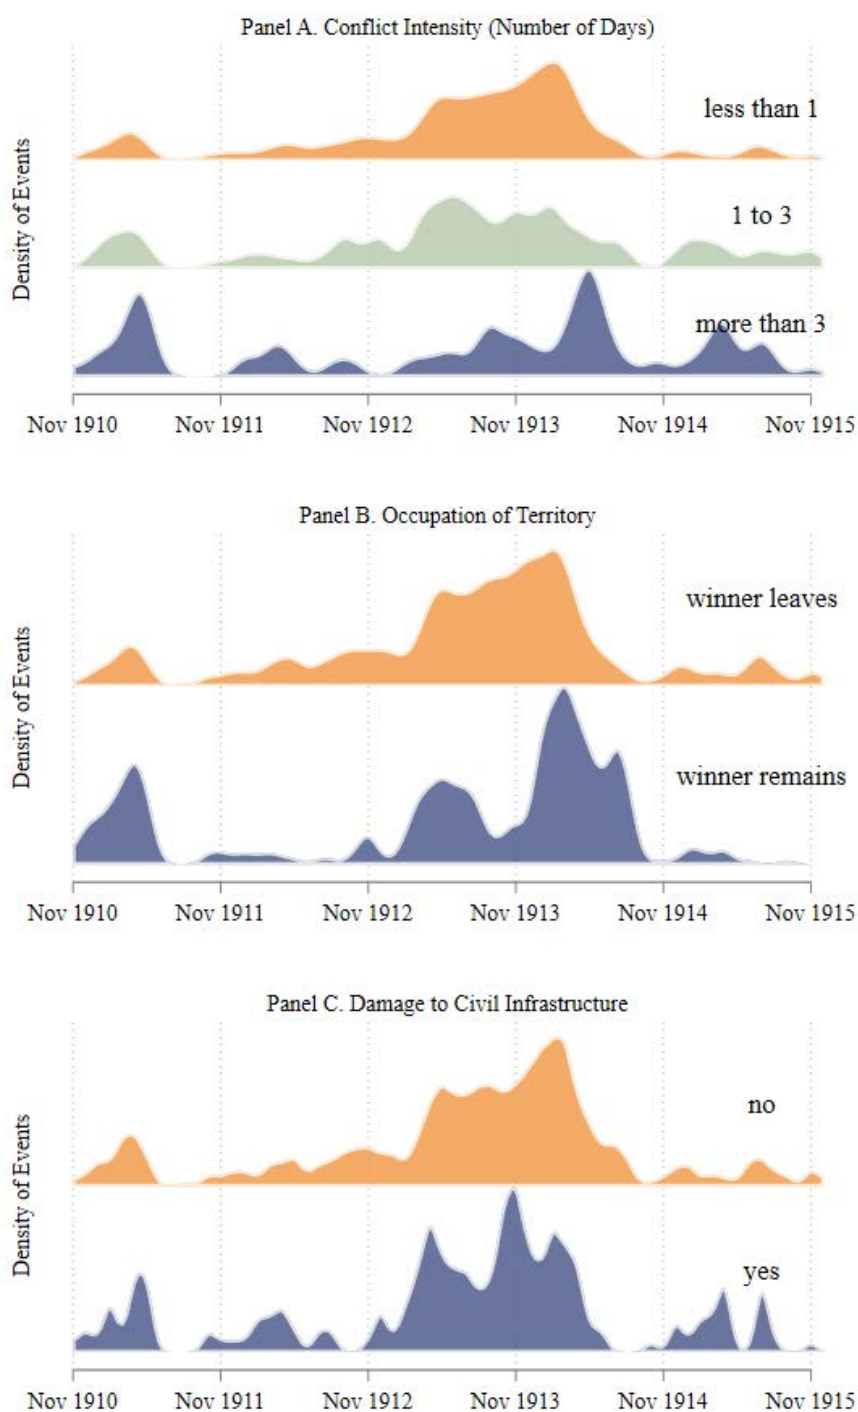 Panel A. Conflict Intensity (Number of Days)
Density of Events
less than 1
1 to 3
more than 3
Nov 1910 Nov 1911 Nov 1912 Nov 1913 Nov 1914 Nov 1915
Panel B. Occupation of Territory
Density of Events
winner leaves
winner remains
Nov 1910 Nov 1911 Nov 1912 Nov 1913 Nov 1914 Nov 1915
Panel C. Damage to Civil Infrastructure
Density of Events
no
yes
Nov 1910 Nov 1911 Nov 1912 Nov 1913 Nov 1914 Nov 1915